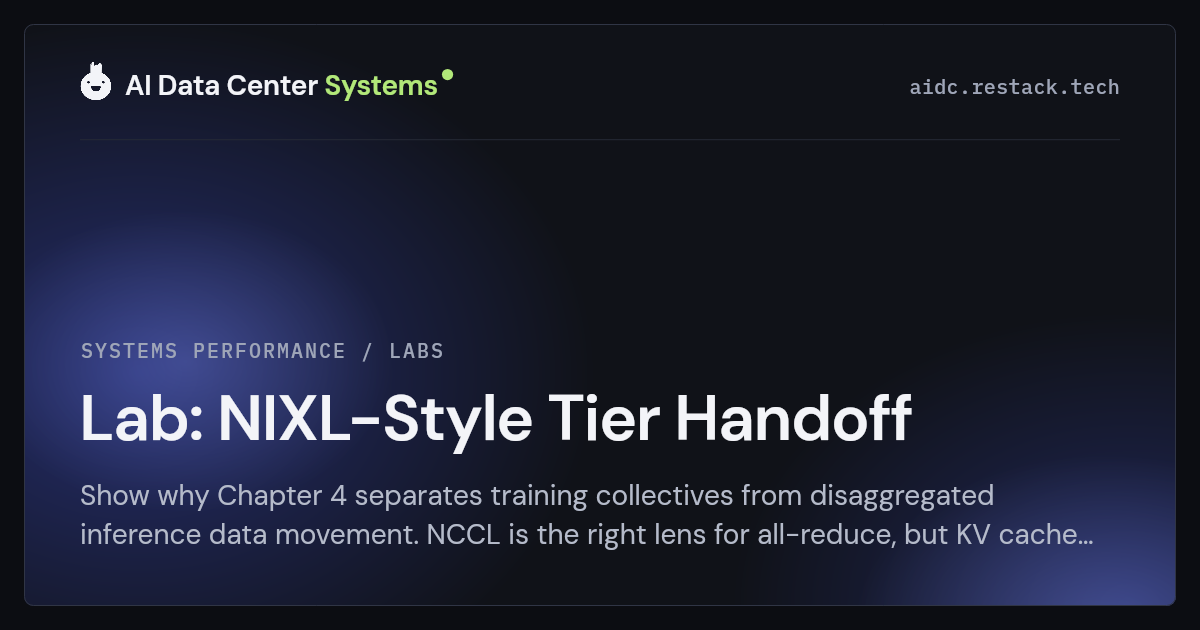 AI Data Center Systems
aidc.restack.tech
SYSTEMS PERFORMANCE / LABS
Lab: NIXL-Style Tier Handoff
Show why Chapter 4 separates training collectives from disaggregated
inference data movement. NCCL is the right lens for all-reduce, but KV cache…